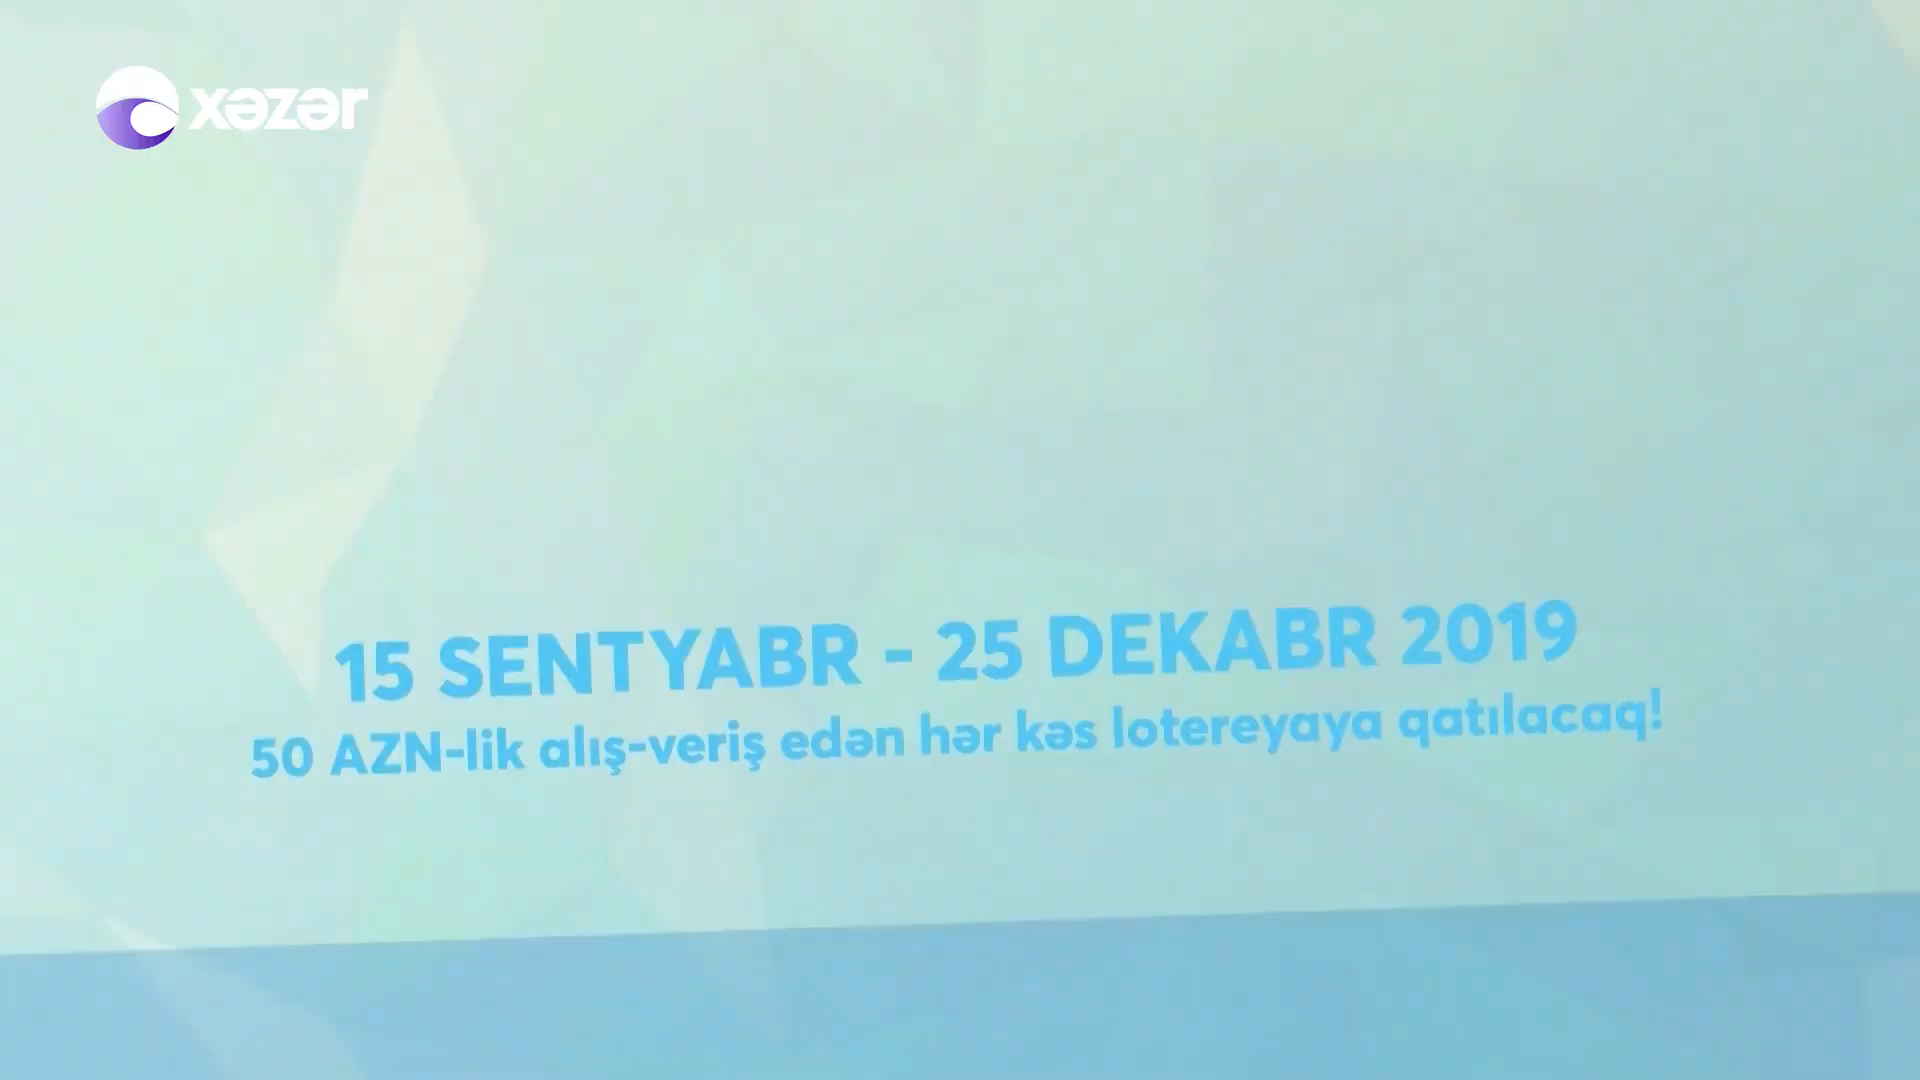 xəzər
15 SENTYABR - 25 DEKABR 2019
50 AZN-lik alış-veriş edən hər kəs lotereyaya qatılacaq!